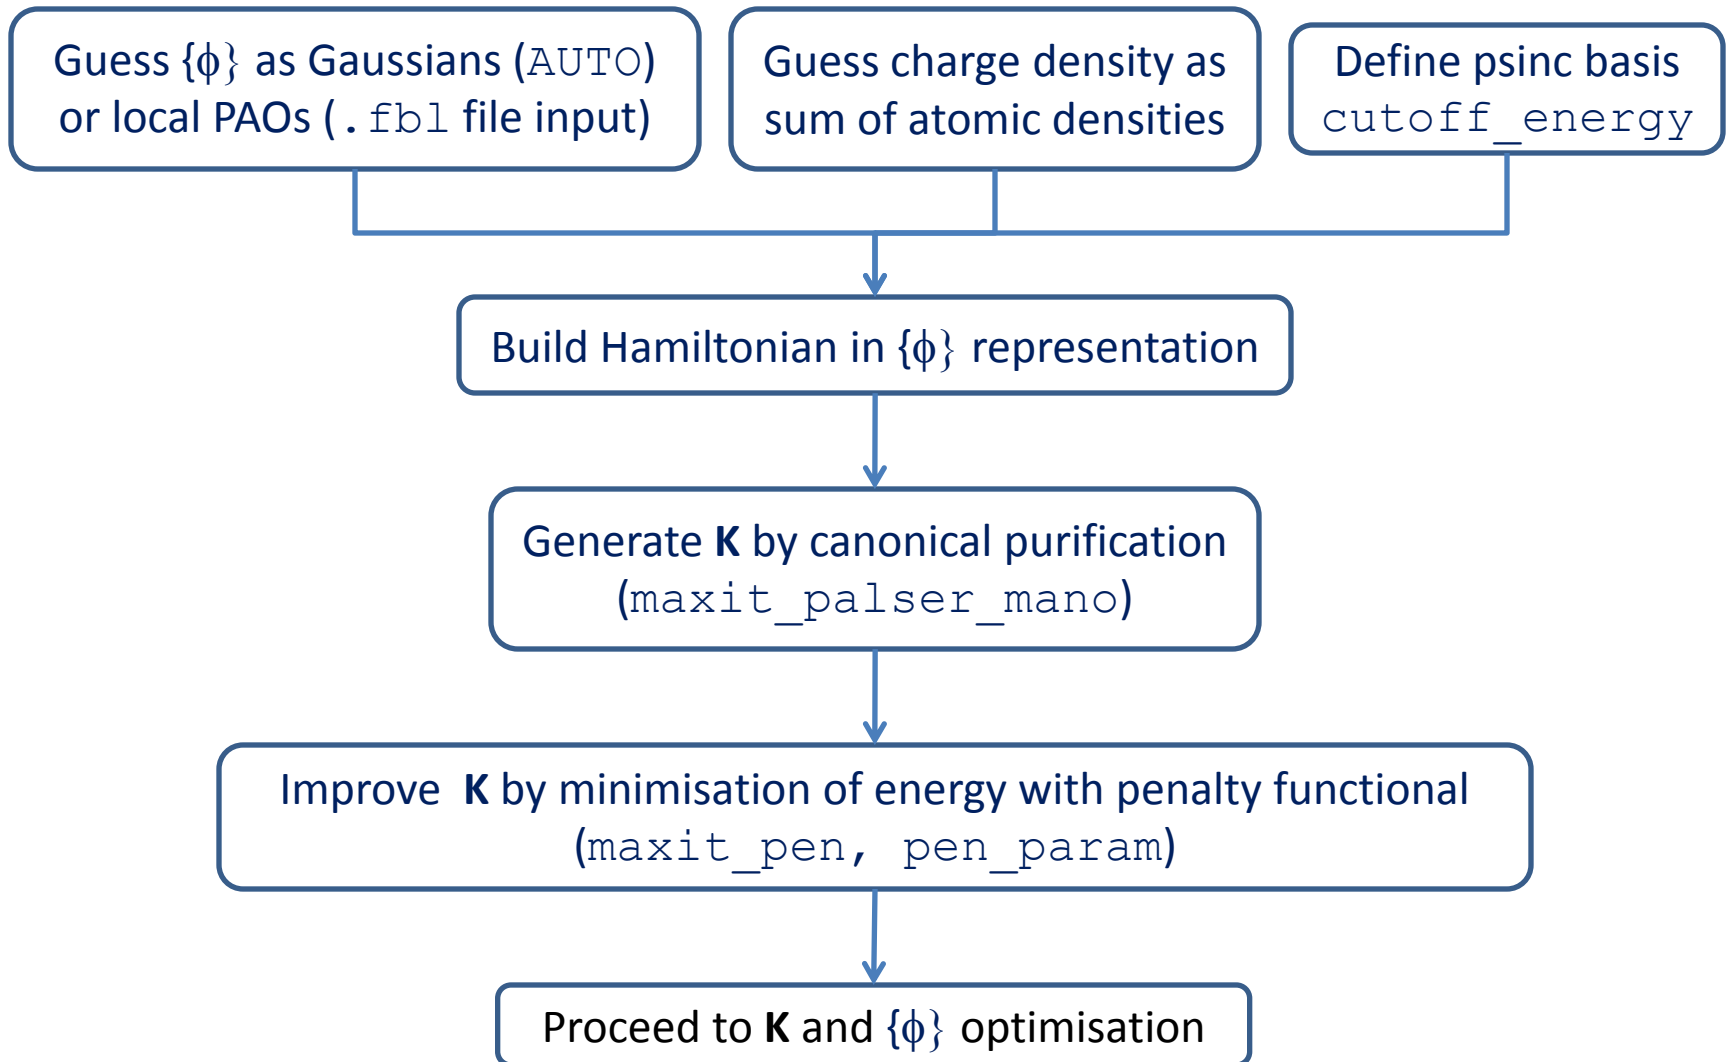 Guess {ϕ} as Gaussians (AUTO)
or local PAOs (.fbl file input)
Guess charge density as
sum of atomic densities
Define psinc basis
cutoff_energy
Build Hamiltonian in {ϕ} representation
Generate K by canonical purification
(maxit_palser_mano)
Improve K by minimisation of energy with penalty functional
(maxit_pen, pen_param)
Proceed to K and {ϕ} optimisation